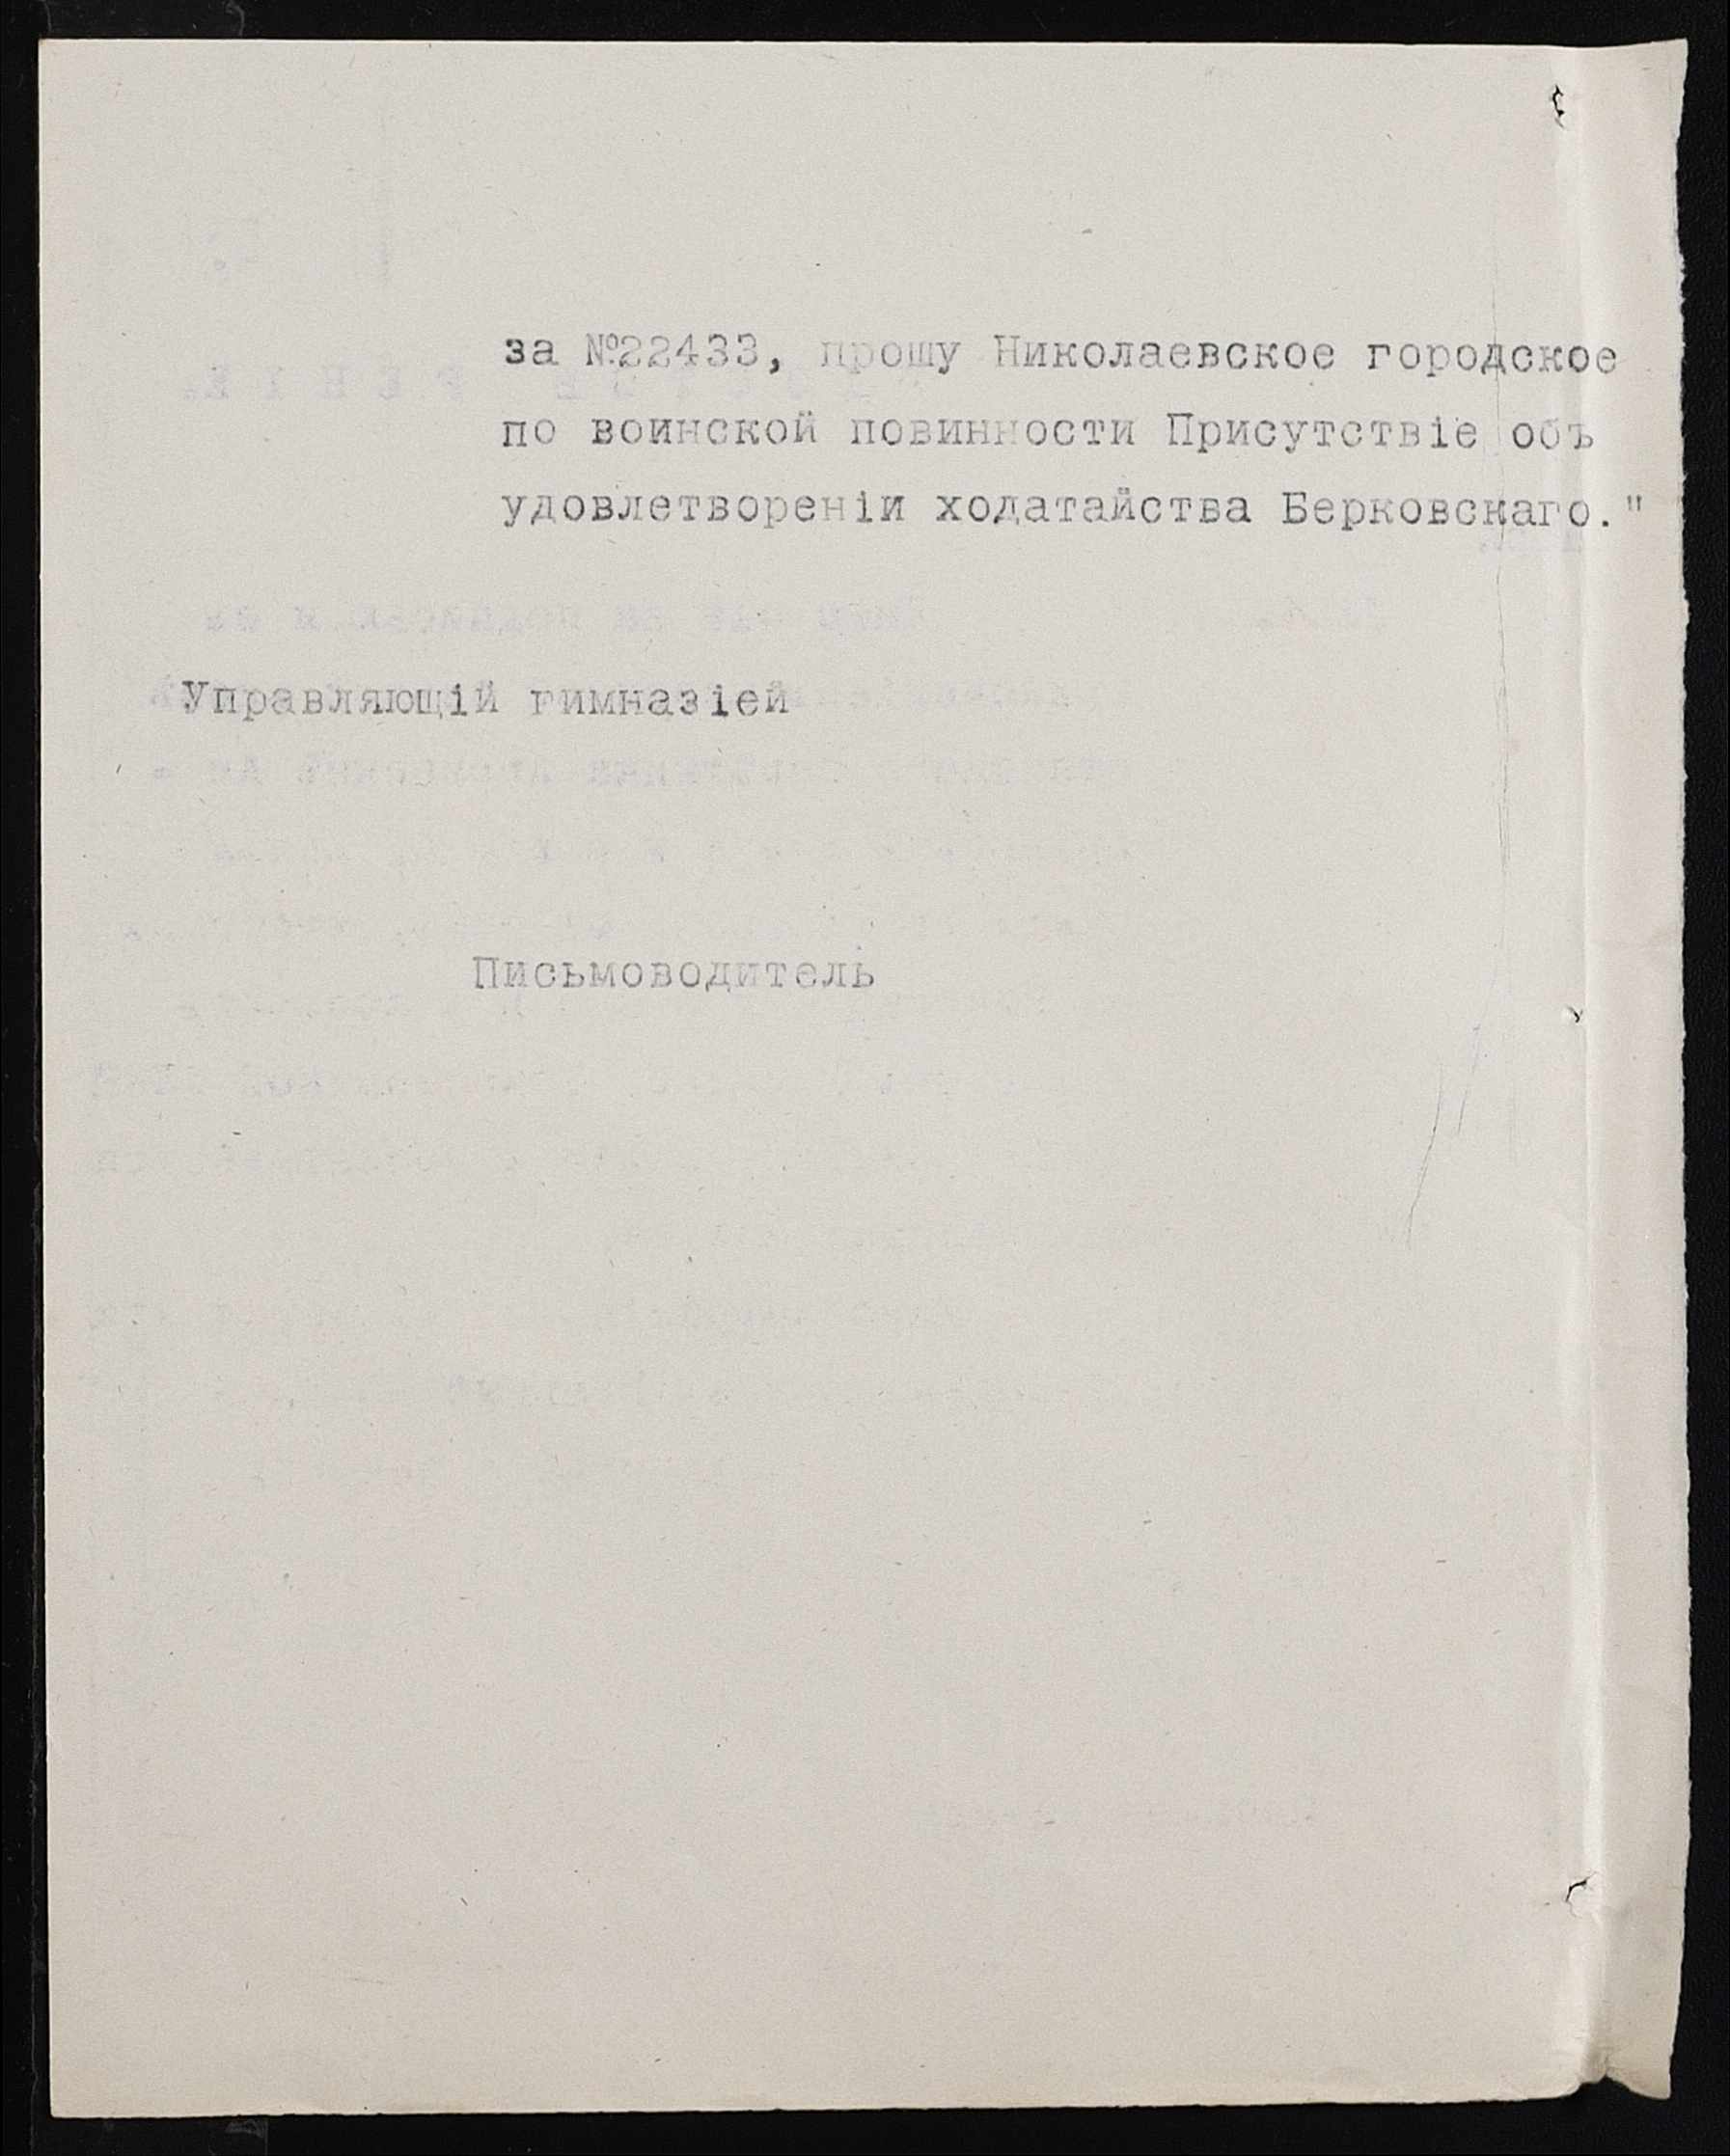 за №22433, прошу Николаевское городское
по воинской повинности Присутствіе объ
удовлетвореніи ходатайства Берковскаго."
Управляющій гимназіей
Письмоводитель